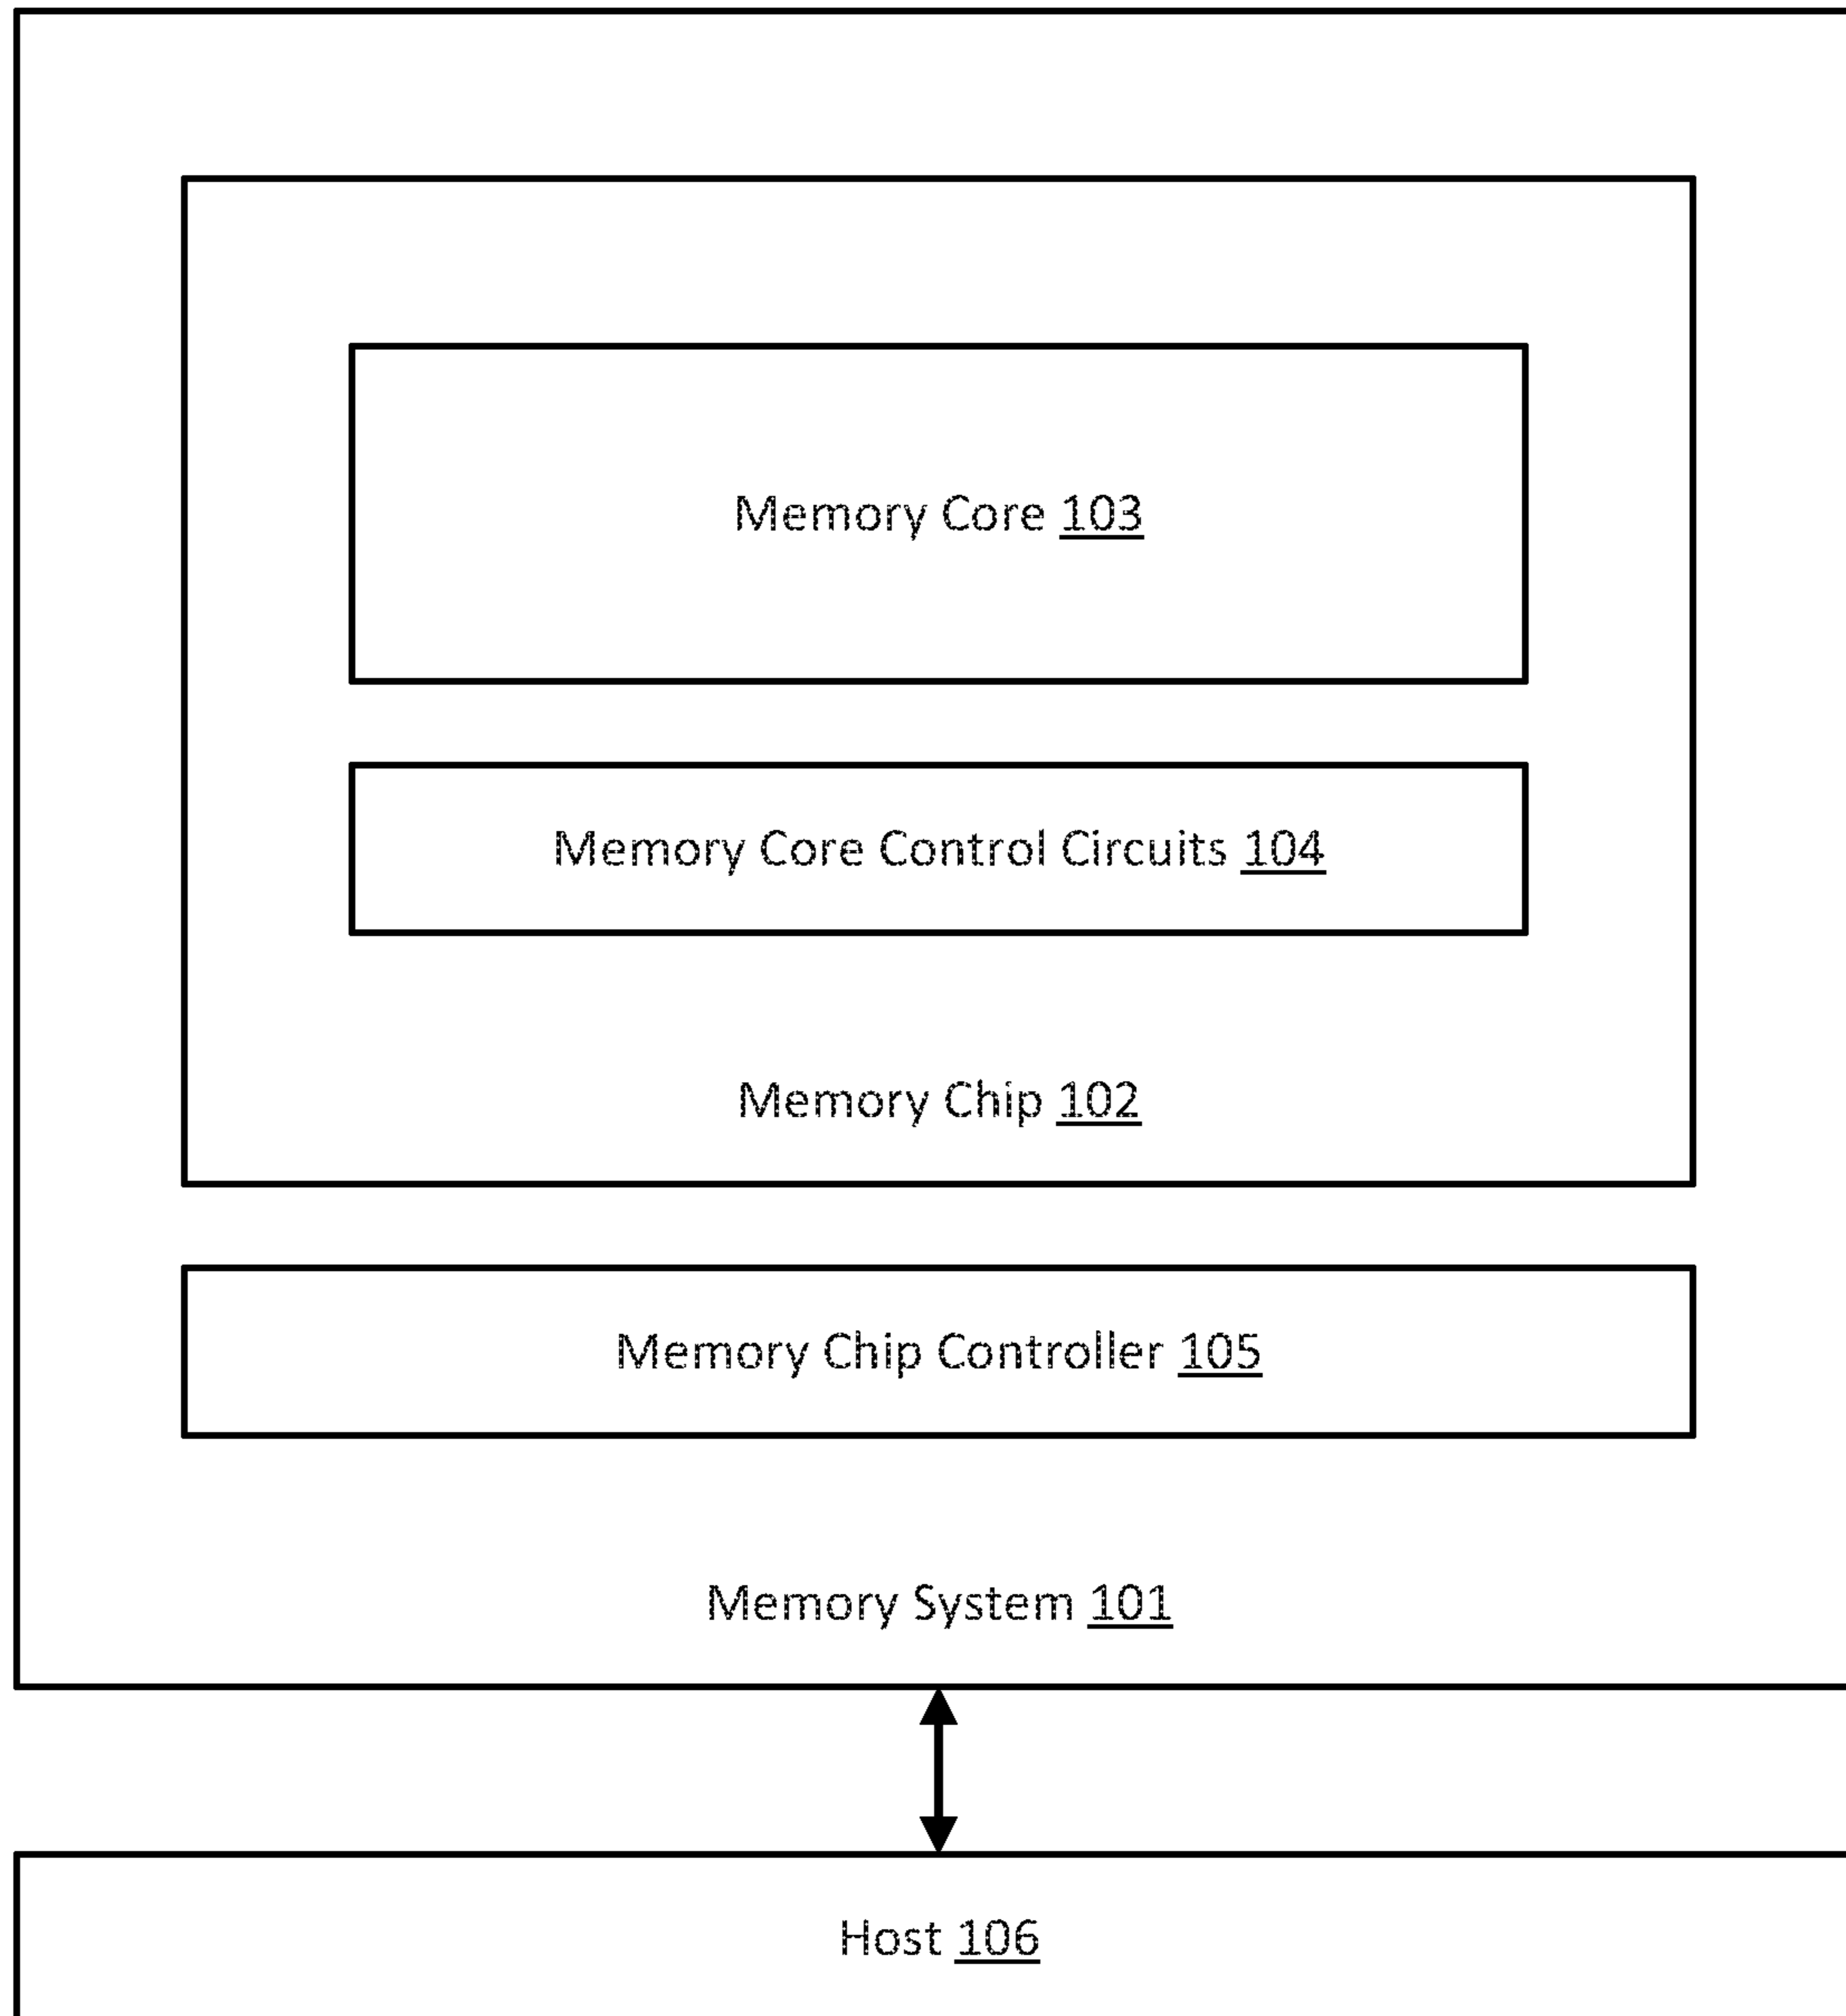 Memory Core 103
Memory Core Control Circuits 104
Memory Chip 102
Memory Chip Controller 105
Memory System 101
Host 106